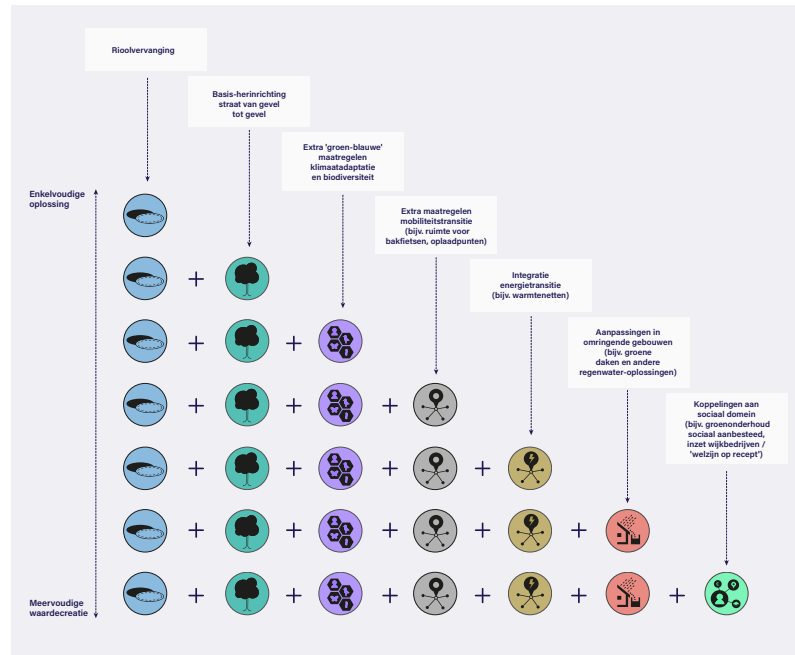 Rioolvervanging
Basis-herinrichting
straat van gevel
tot gevel
Extra 'groen-blauwe'
maatregelen
klimaatadaptatie
en biodiversiteit
Enkelvoudige
oplossing
Extra maatregelen
mobiliteitstransitie
(bijv. ruimte voor
bakfietsen, oplaadpunten)
Integratie
energietransitie
(bijv. warmtenetten)
Aanpassingen in
omringende gebouwen
(bijv. groene
daken en andere
regenwater-oplossingen)
Koppelingen aan
sociaal domein
(bijv. groenonderhoud
sociaal aanbesteed,
inzet wijkbedrijven /
'welzijn op recept')
Meervoudige
waardecreatie